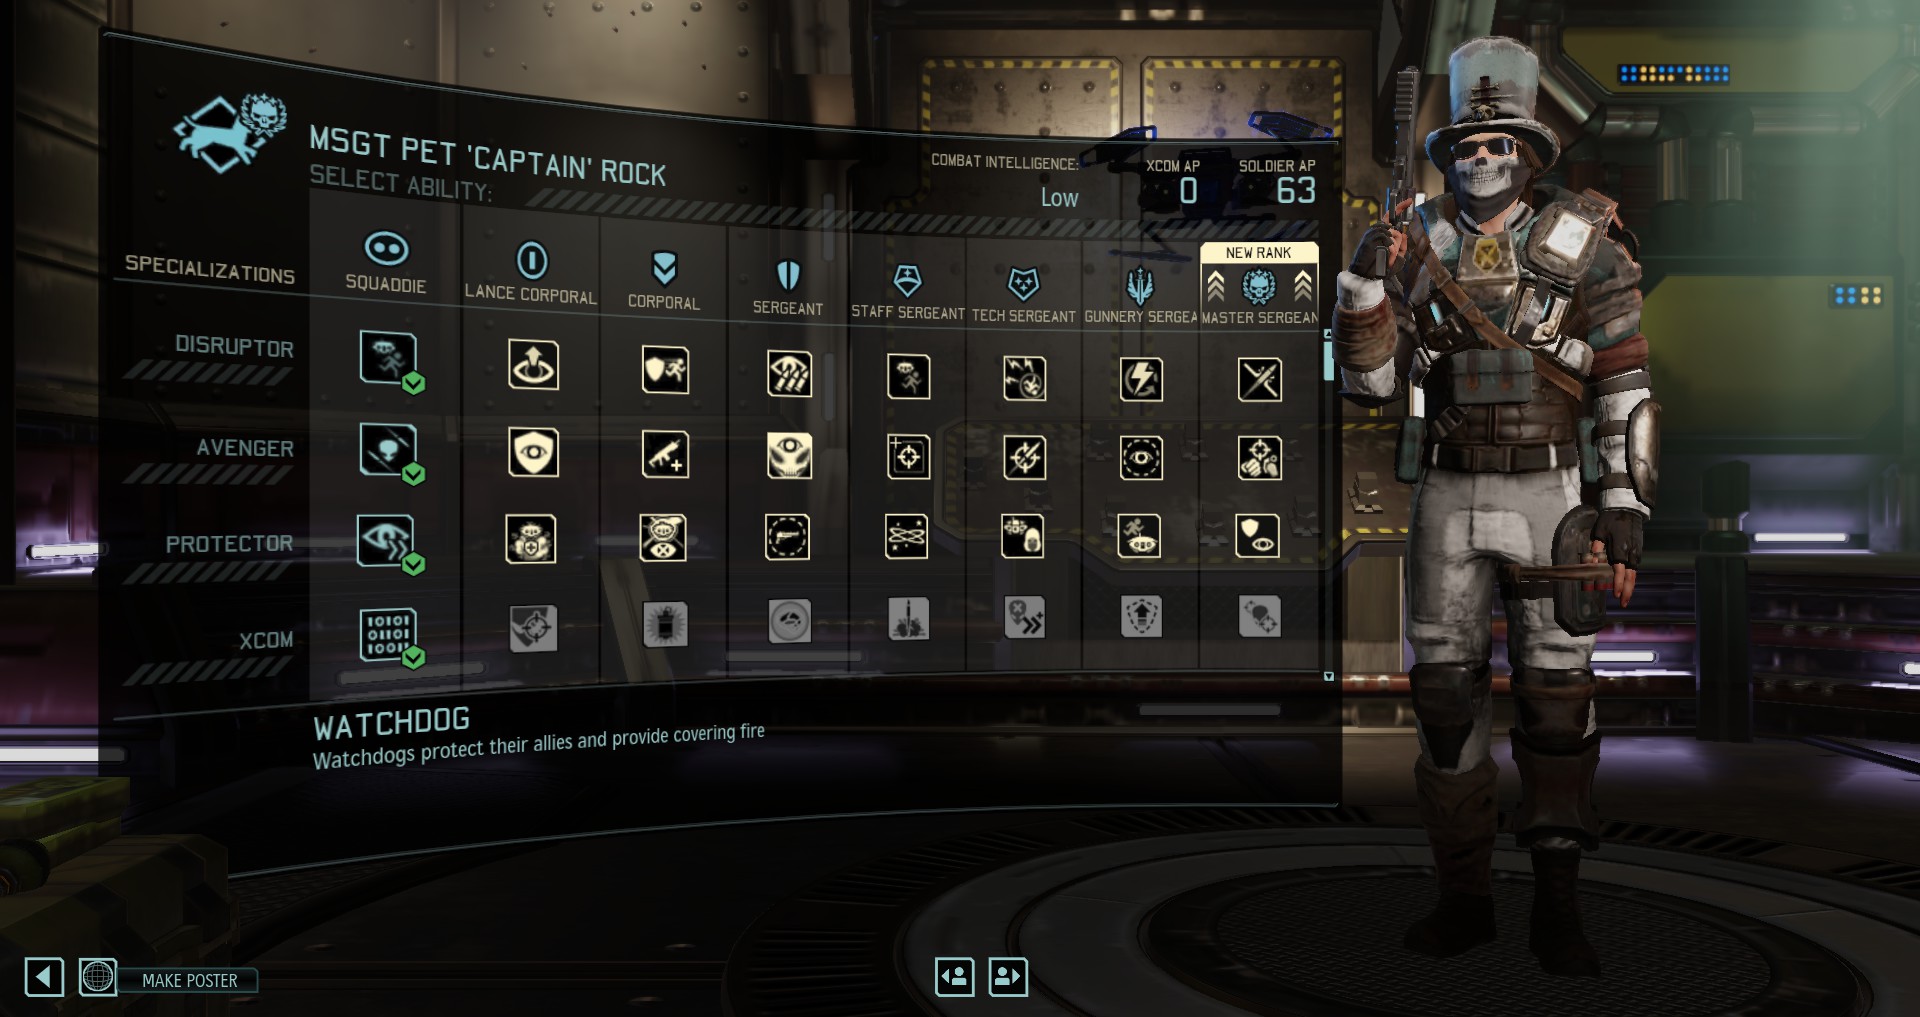 MSGT PET 'CAPTAIN' ROCK
SELECT ABILITY:
COMBAT INTELLIGENCE:
Low
XCOM AP
0
SOLDIER AP
63
NEW RANK
SPECIALIZATIONS
SQUADDIE
LANCE CORPORAL
CORPORAL
SERGEANT
STAFF SERGEANT
TECH SERGEANT
GUNNERY SERGEA
MASTER SERGEAN
DISRUPTOR
AVENGER
PROTECTOR
XCOM
WATCHDOG
Watchdogs protect their allies and provide covering fire
MAKE POSTER